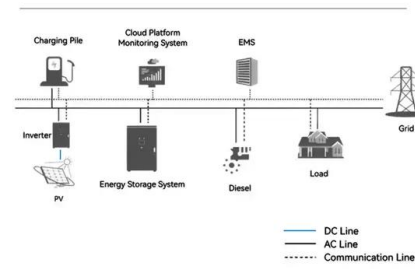 Charging Pile
Cloud Platform
Monitoring System
EMS
Grid
Inverter
PV
Energy Storage System
Diesel
Load
DC Line
AC Line
Communication Line